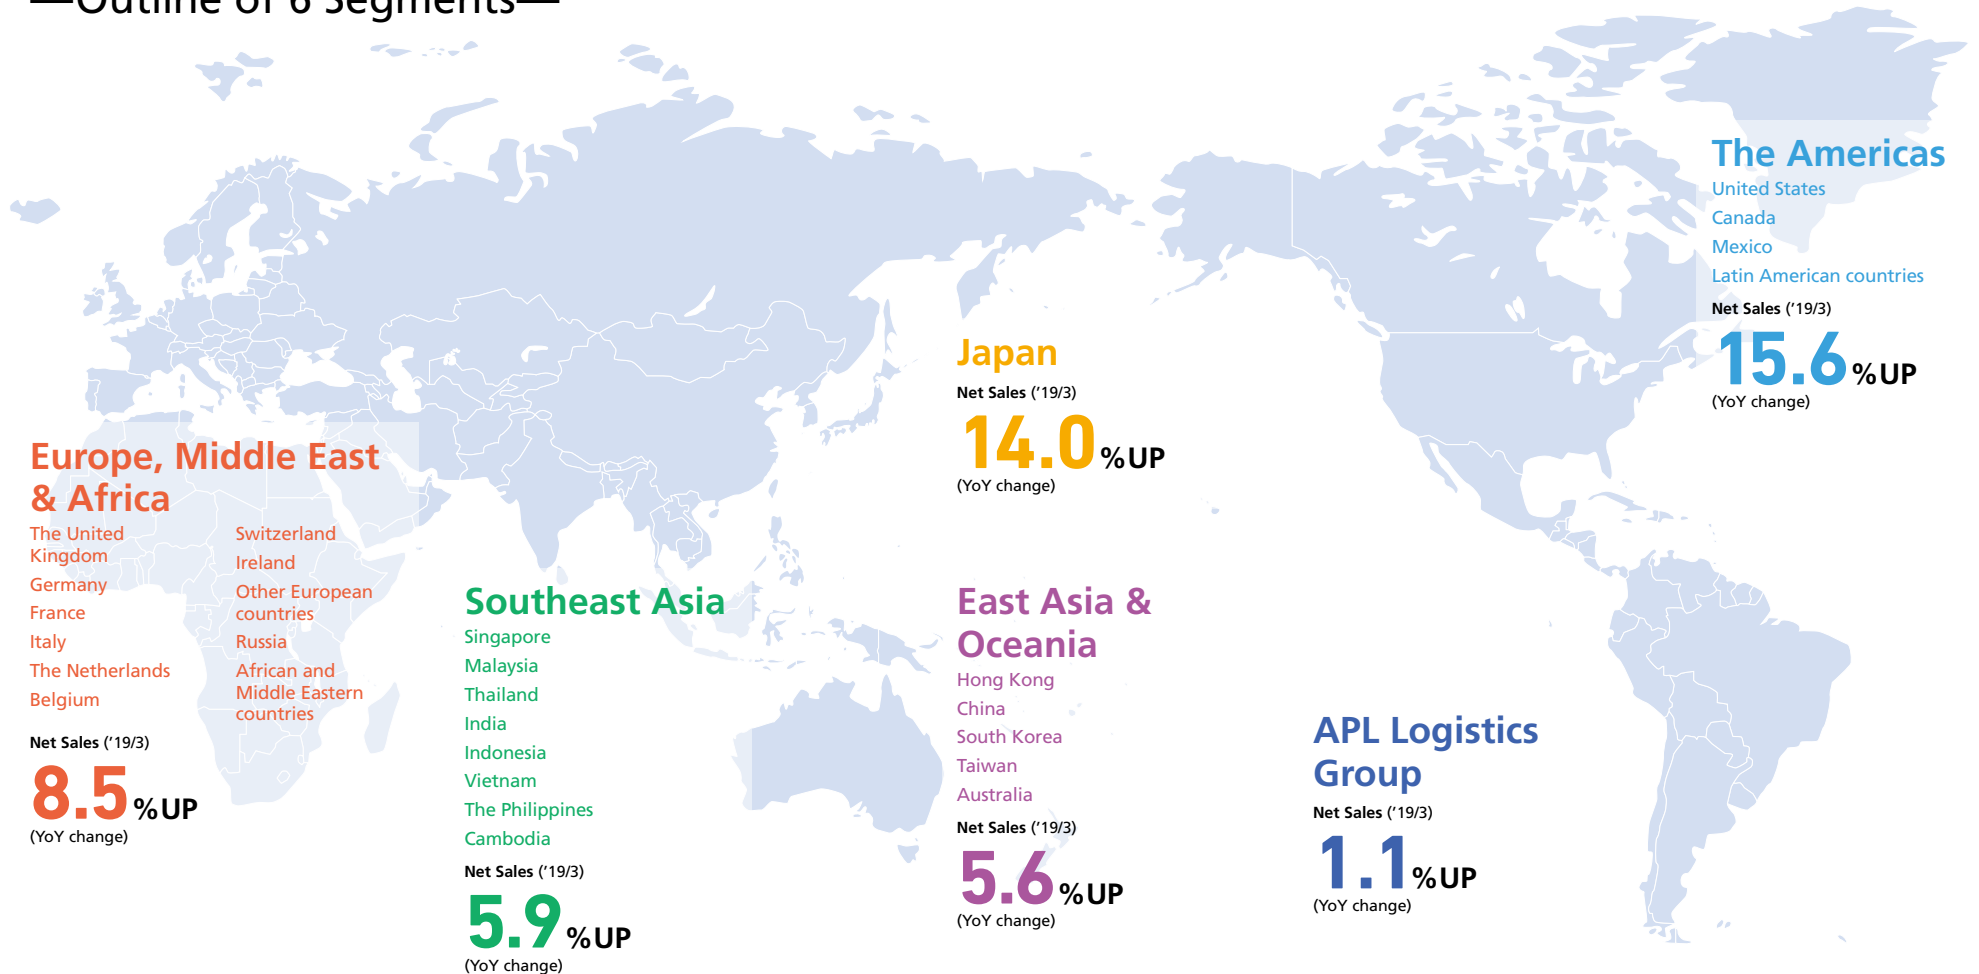 —Outline of 6 Segments—
The Americas
United States
Canada
Mexico
Latin American countries
Net Sales (’19/3)
15.6%UP
(YoY change)
Japan
Net Sales (’19/3)
14.0%UP
(YoY change)
Europe, Middle East
& Africa
The United
Kingdom
Germany
France
Italy
The Netherlands
Belgium
Switzerland
Ireland
Other European
countries
Russia
African and
Middle Eastern
countries
Net Sales (’19/3)
8.5%UP
(YoY change)
Southeast Asia
Singapore
Malaysia
Thailand
India
Indonesia
Vietnam
The Philippines
Cambodia
Net Sales (’19/3)
5.9%UP
(YoY change)
East Asia &
Oceania
Hong Kong
China
South Korea
Taiwan
Australia
Net Sales (’19/3)
5.6%UP
(YoY change)
APL Logistics
Group
Net Sales (’19/3)
1.1%UP
(YoY change)